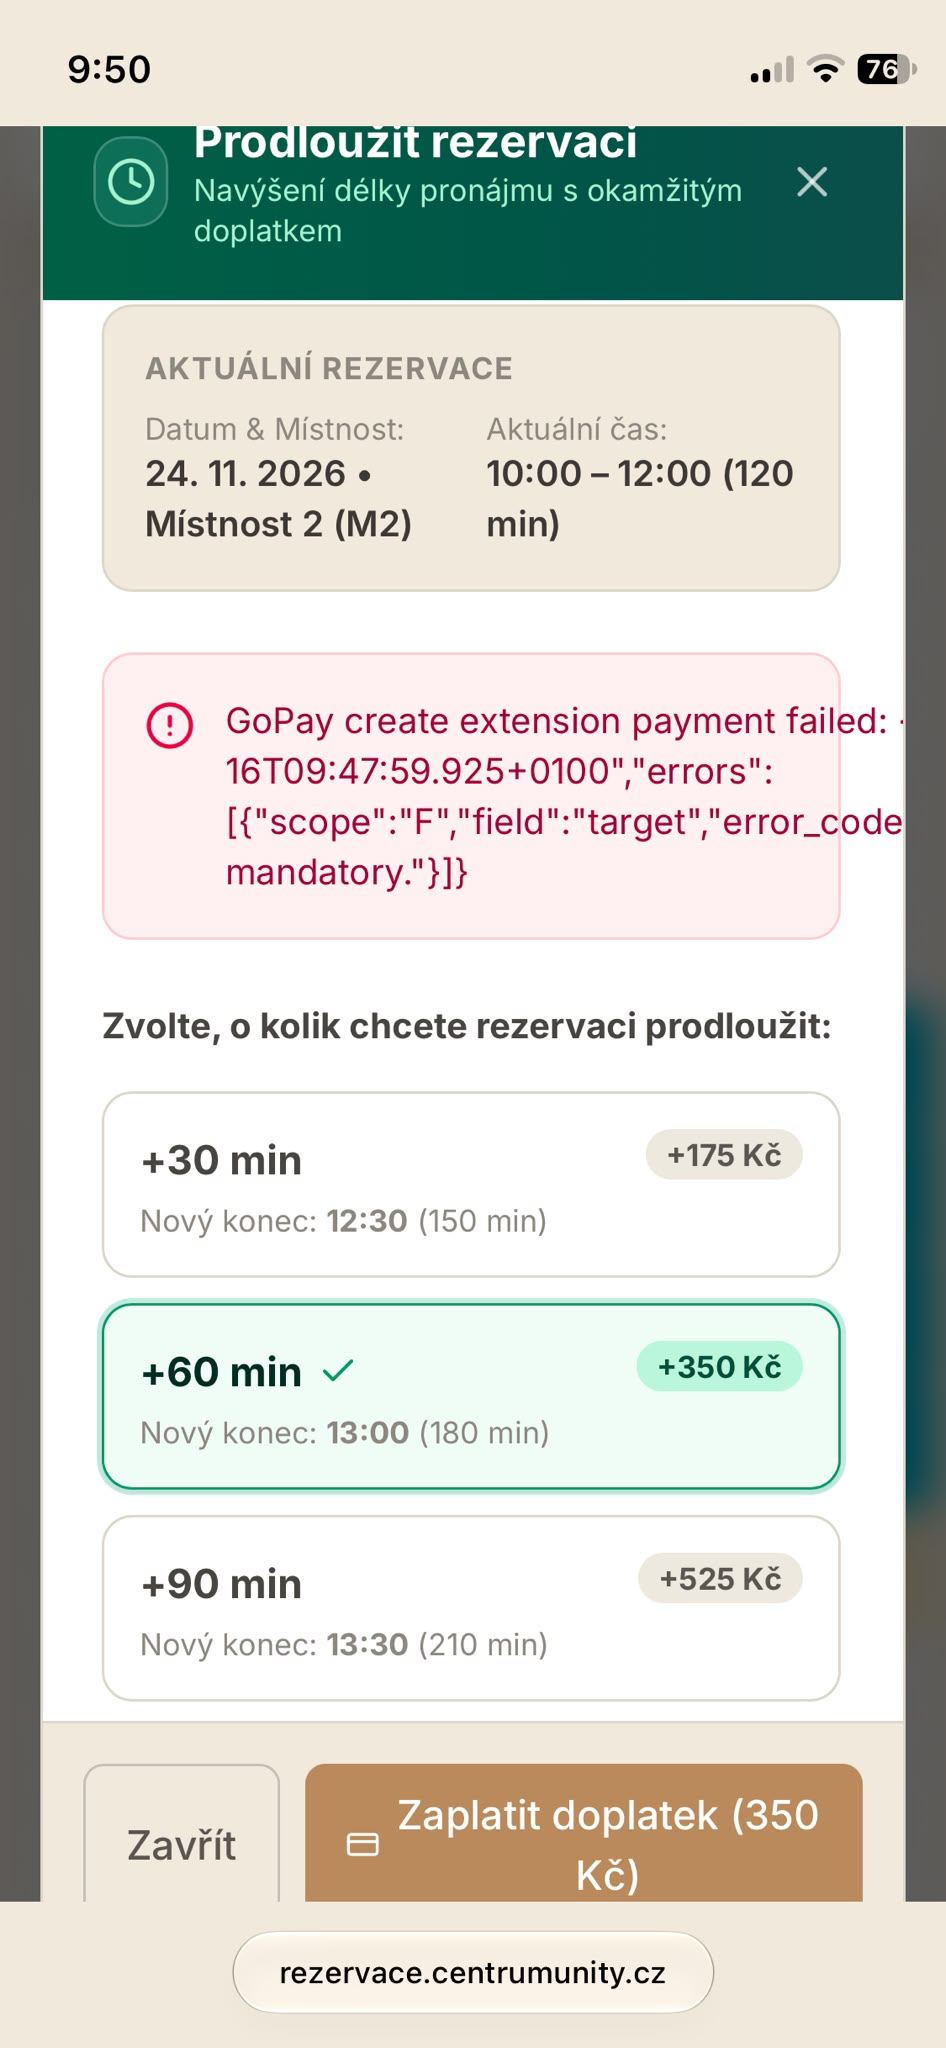 9:50
76
Prodloužit rezervaci
Navýšení délky pronájmu s okamžitým
doplatkem
AKTUÁLNÍ REZERVACE
Datum & Místnost:
24. 11. 2026 •
Místnost 2 (M2)
Aktuální čas:
10:00 – 12:00 (120
min)
GoPay create extension payment failed:
16T09:47:59.925+0100","errors":
[{"scope":"F","field":"target","error_code
mandatory."}]}
Zvolte, o kolik chcete rezervaci prodloužit:
+30 min
+175 Kč
Nový konec: 12:30 (150 min)
+60 min
+350 Kč
Nový konec: 13:00 (180 min)
+90 min
+525 Kč
Nový konec: 13:30 (210 min)
Zavřít
Zaplatit doplatek (350
Kč)
rezervace.centrumunity.cz